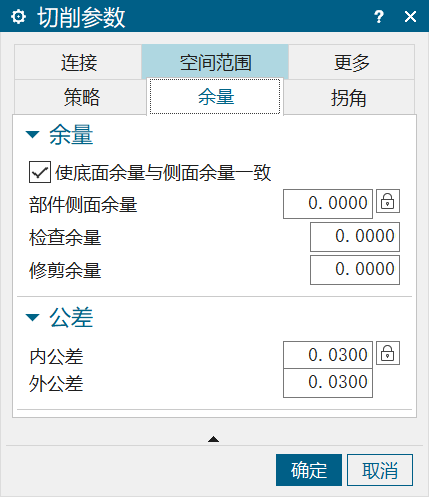 切削参数 ?
连接 空间范围 更多
策略 余量 拐角
余量
使底面余量与侧面余量一致
部件侧面余量 0.0000
检查余量 0.0000
修剪余量 0.0000
公差
内公差 0.0300
外公差 0.0300
确定 取消